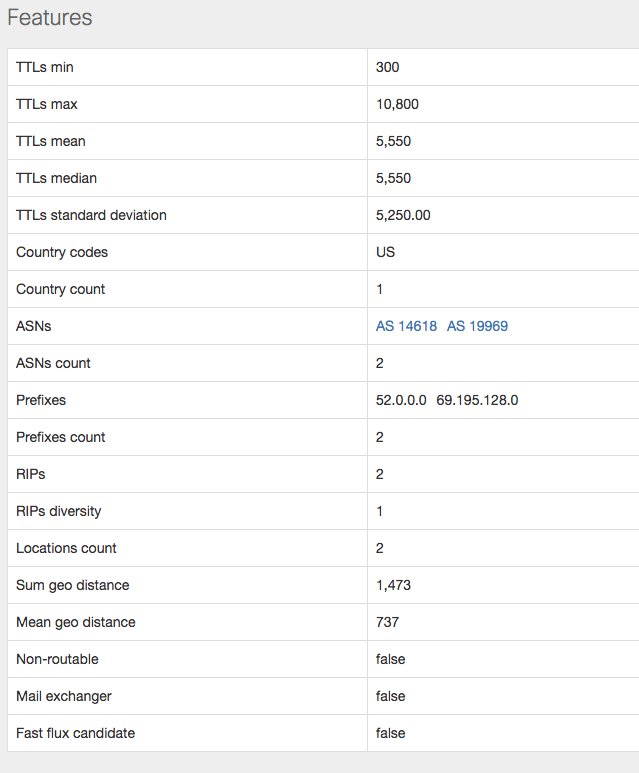 Features
TTLs min 300
TTLs max 10,800
TTLs mean 5,550
TTLs median 5,550
TTLs standard deviation 5,250.00
Country codes US
Country count 1
ASNs AS 14618 AS 19969
ASNs count 2
Prefixes 52.0.0.0 69.195.128.0
Prefixes count 2
RIPs 2
RIPs diversity 1
Locations count 2
Sum geo distance 1,473
Mean geo distance 737
Non-routable false
Mail exchanger false
Fast flux candidate false